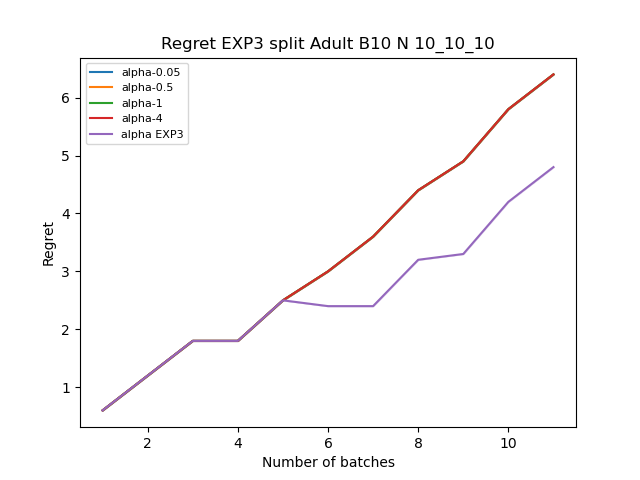 Regret EXP3 split Adult B10 N 10_10_10
alpha-0.05
alpha-0.5
alpha-1
alpha-4
alpha EXP3
6
5
4
3
2
1
Regret
2 4 6 8 10
Number of batches